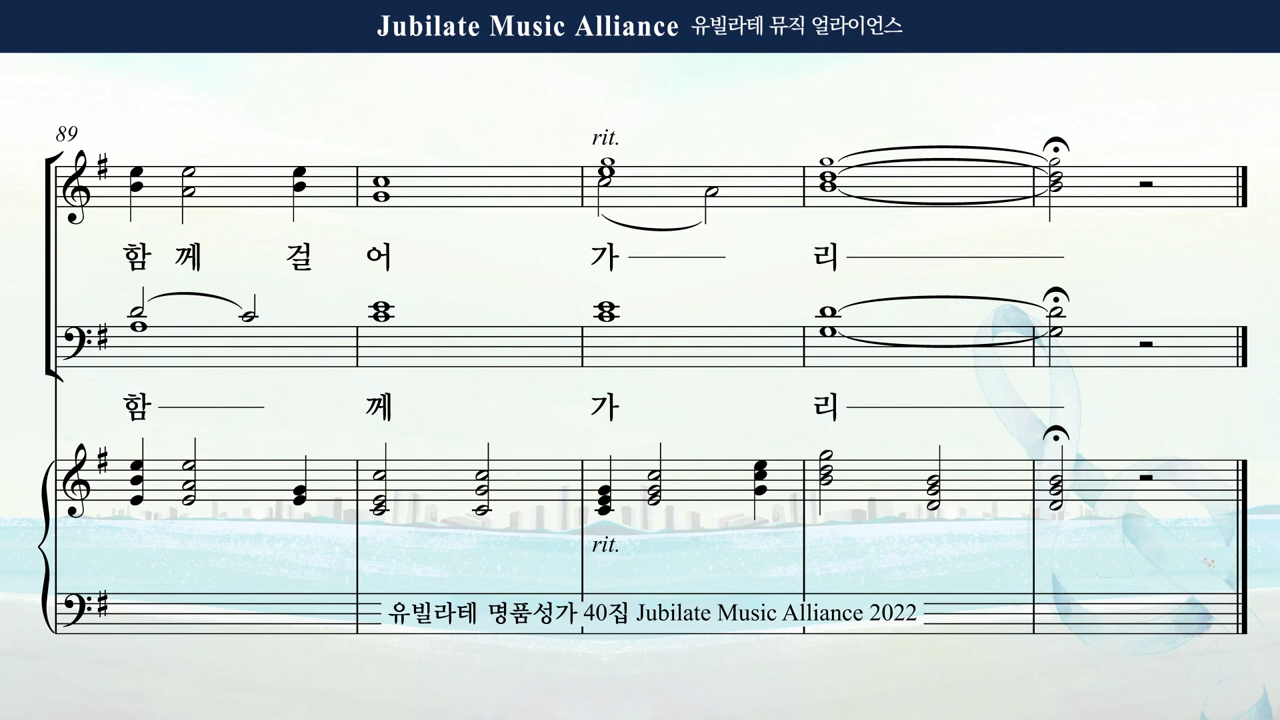 Jubilate Music Alliance 유빌라테 뮤직 얼라이언스
89
rit.
함 께 걸 어 가 리
함 께 가 리
rit.
유빌라테 명품성가 40집 Jubilate Music Alliance 2022